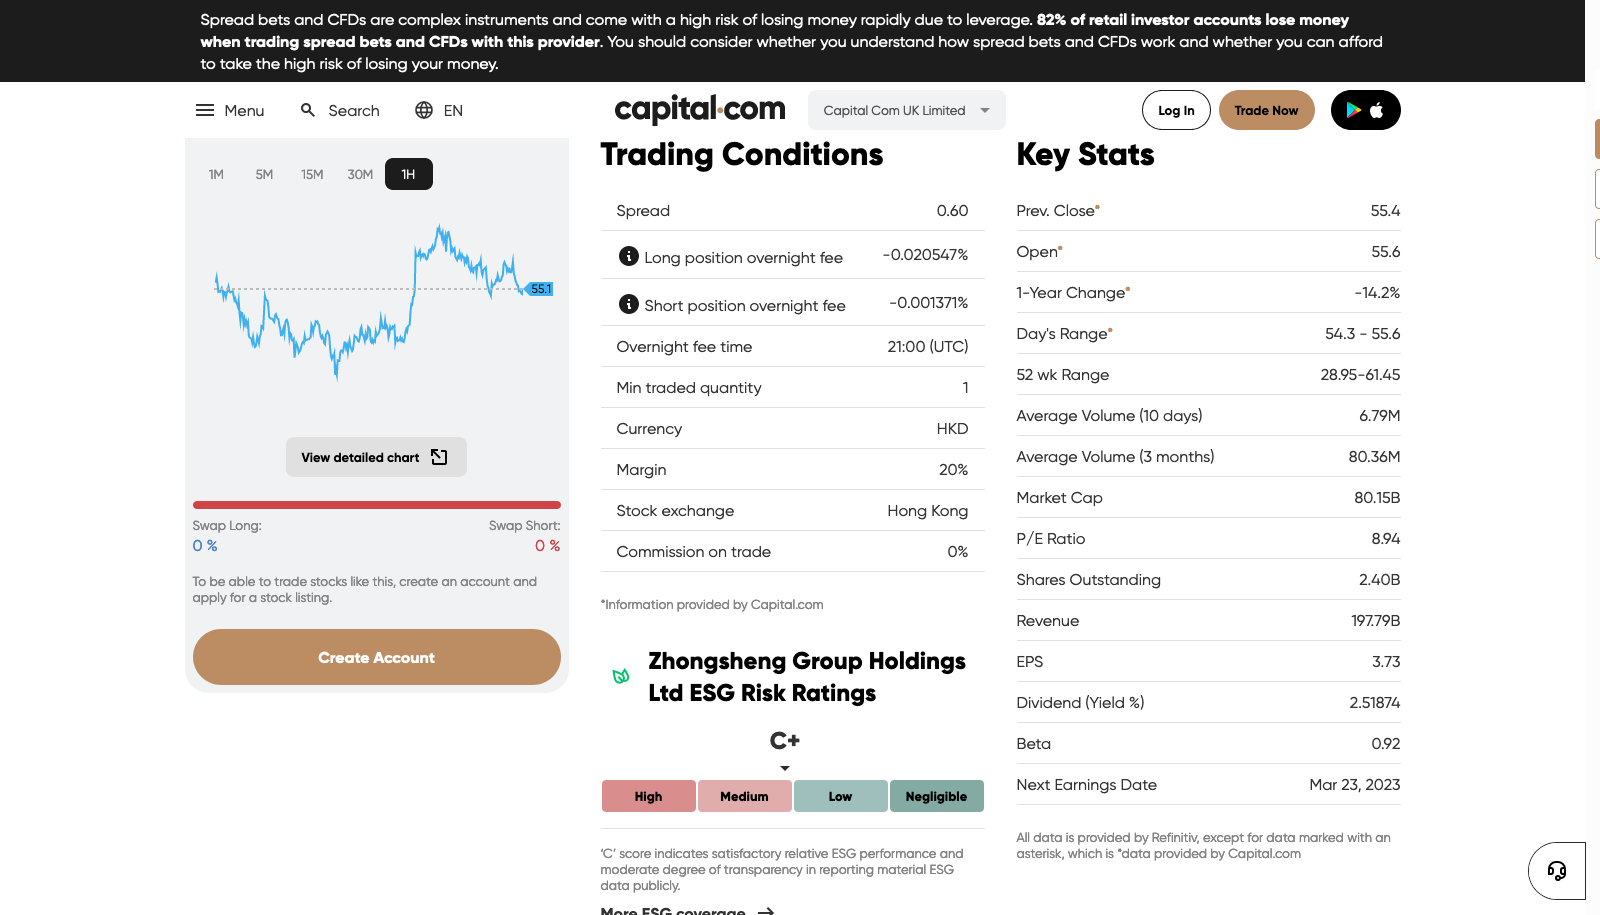 Spread bets and CFDs are complex instruments and come with a high risk of losing money rapidly due to leverage. 82% of retail investor accounts lose money
when trading spread bets and CFDs with this provider. You should consider whether you understand how spread bets and CFDs work and whether you can afford
to take the high risk of losing your money.
Menu
Search
EN
capital.com
Capital Com UK Limited
Log In
Trade Now
1M 5M 15M 30M 1H
55.1
View detailed chart
Swap Long: Swap Short:
0 % 0 %
To be able to trade stocks like this, create an account and
apply for a stock listing.
Create Account
Trading Conditions
Spread 0.60
Long position overnight fee -0.020547%
Short position overnight fee -0.001371%
Overnight fee time 21:00 (UTC)
Min traded quantity 1
Currency HKD
Margin 20%
Stock exchange Hong Kong
Commission on trade 0%
*Information provided by Capital.com
Zhongsheng Group Holdings
Ltd ESG Risk Ratings
C+
High Medium Low Negligible
'C' score indicates satisfactory relative ESG performance and
moderate degree of transparency in reporting material ESG
data publicly.
More ESG coverage
Key Stats
Prev. Close* 55.4
Open* 55.6
1-Year Change* -14.2%
Day's Range* 54.3 - 55.6
52 wk Range 28.95-61.45
Average Volume (10 days) 6.79M
Average Volume (3 months) 80.36M
Market Cap 80.15B
P/E Ratio 8.94
Shares Outstanding 2.40B
Revenue 197.79B
EPS 3.73
Dividend (Yield %) 2.51874
Beta 0.92
Next Earnings Date Mar 23, 2023
All data is provided by Refinitiv, except for data marked with an
asterisk, which is *data provided by Capital.com